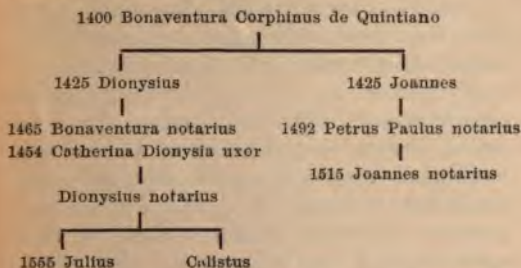 1400 Bonaventura Corphinus de Quintiano
1425 Dionysius
1425 Joannes
1465 Bonaventura notarius
1454 Catherina Dionysia uxor
1492 Petrus Paulus notarius
1515 Joannes notarius
Dionysius notarius
1555 Julius
Calistus